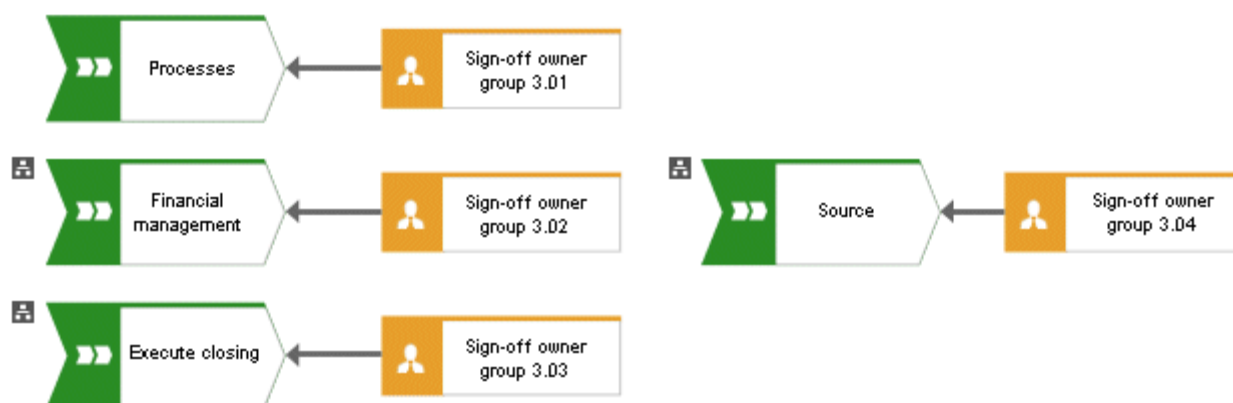 Processes
Sign-off owner
group 3.01
Financial
management
Sign-off owner
group 3.02
Source
Sign-off owner
group 3.04
Execute closing
Sign-off owner
group 3.03